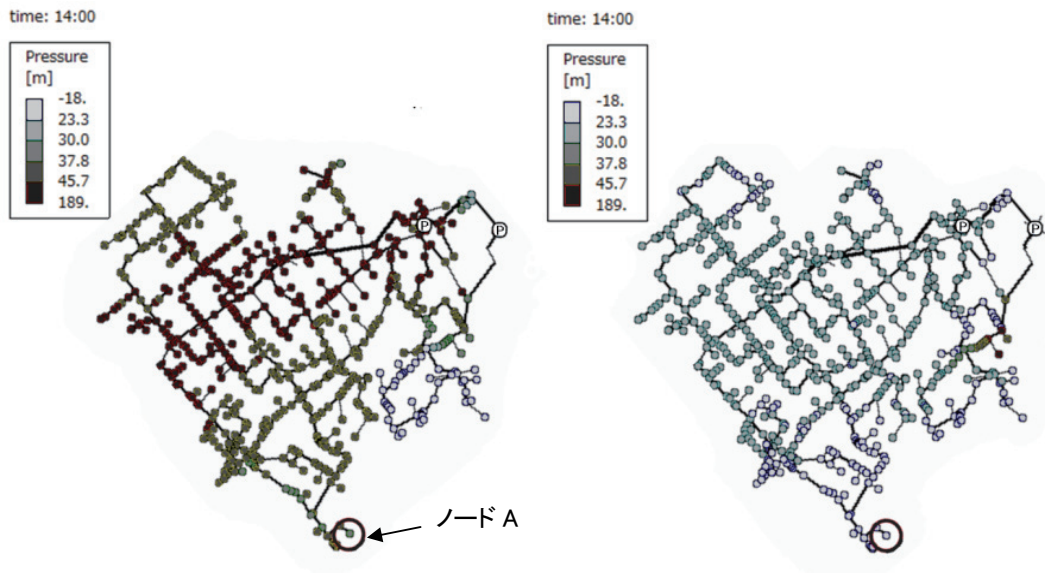 time: 14:00
Pressure
[m]
-18.
23.3
30.0
37.8
45.7
189.
P
P
ノード A
time: 14:00
Pressure
[m]
-18.
23.3
30.0
37.8
45.7
189.
P
P